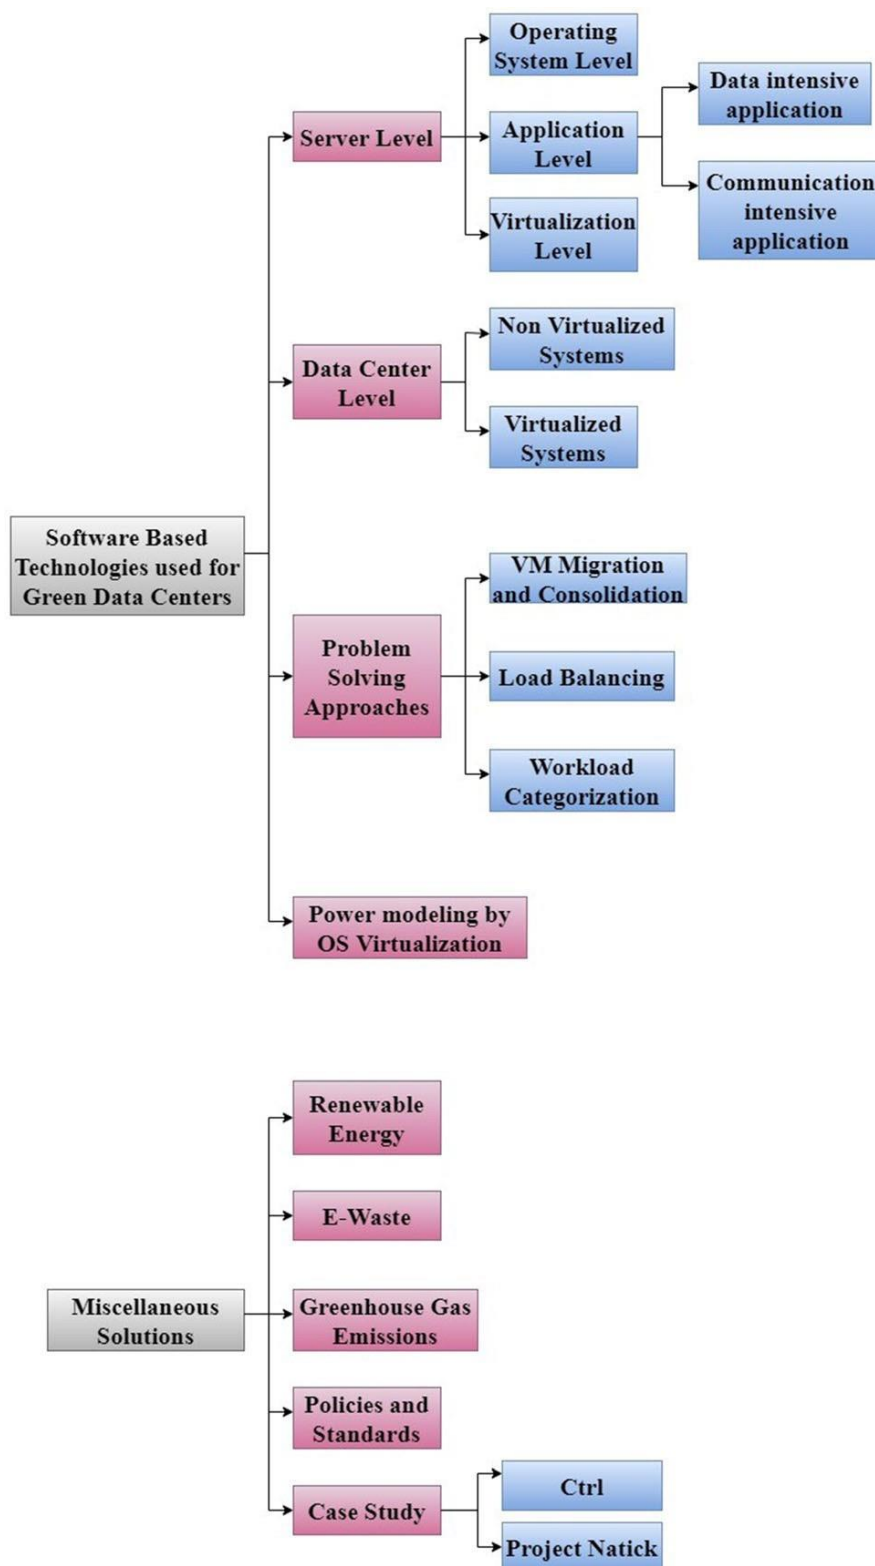 Operating
System Level
Data intensive
application
Server Level
Application
Level
Communication
intensive
application
Virtualization
Level
Non Virtualized
Systems
Data Center
Level
Virtualized
Systems
Software Based
Technologies used for
Green Data Centers
VM Migration
and Consolidation
Problem
Solving
Approaches
Load Balancing
Workload
Categorization
Power modeling by
OS Virtualization
Renewable
Energy
E-Waste
Miscellaneous
Solutions
Greenhouse Gas
Emissions
Policies and
Standards
Case Study
Ctrl
Project Natick